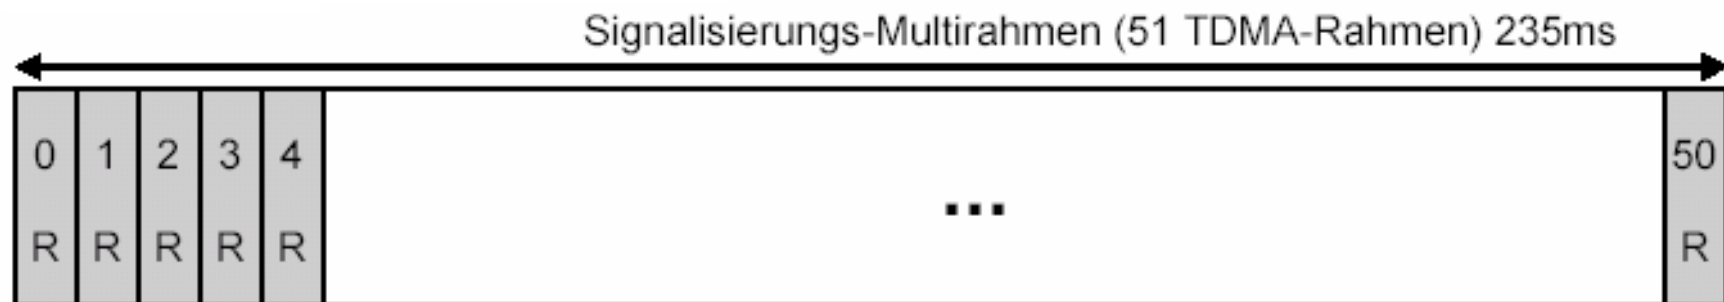 Signalisierungs-Multirahmen (51 TDMA-Rahmen) 235ms
0 1 2 3 4 50
...
R R R R R R